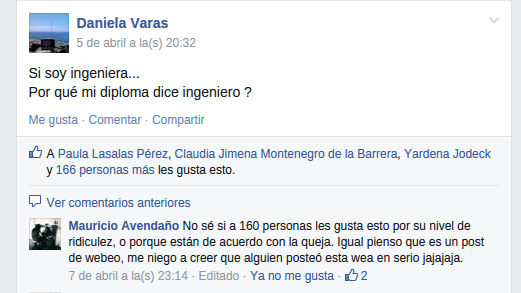 Daniela Varas
5 de abril a la(s) 20:32
Si soy ingeniera...
Por qué mi diploma dice ingeniero ?
Me gusta · Comentar · Compartir
A Paula Lasalas Pérez, Claudia Jimena Montenegro de la Barrera, Yardena Jodeck
y 166 personas más les gusta esto.
Ver comentarios anteriores
Mauricio Avendaño No sé si a 160 personas les gusta esto por su nivel de
ridiculez, o porque están de acuerdo con la queja. Igual pienso que es un post
de webeo, me niego a creer que alguien posteó esta wea en serio jajajaja.
7 de abril a la(s) 23:14 · Editado · Ya no me gusta · 2